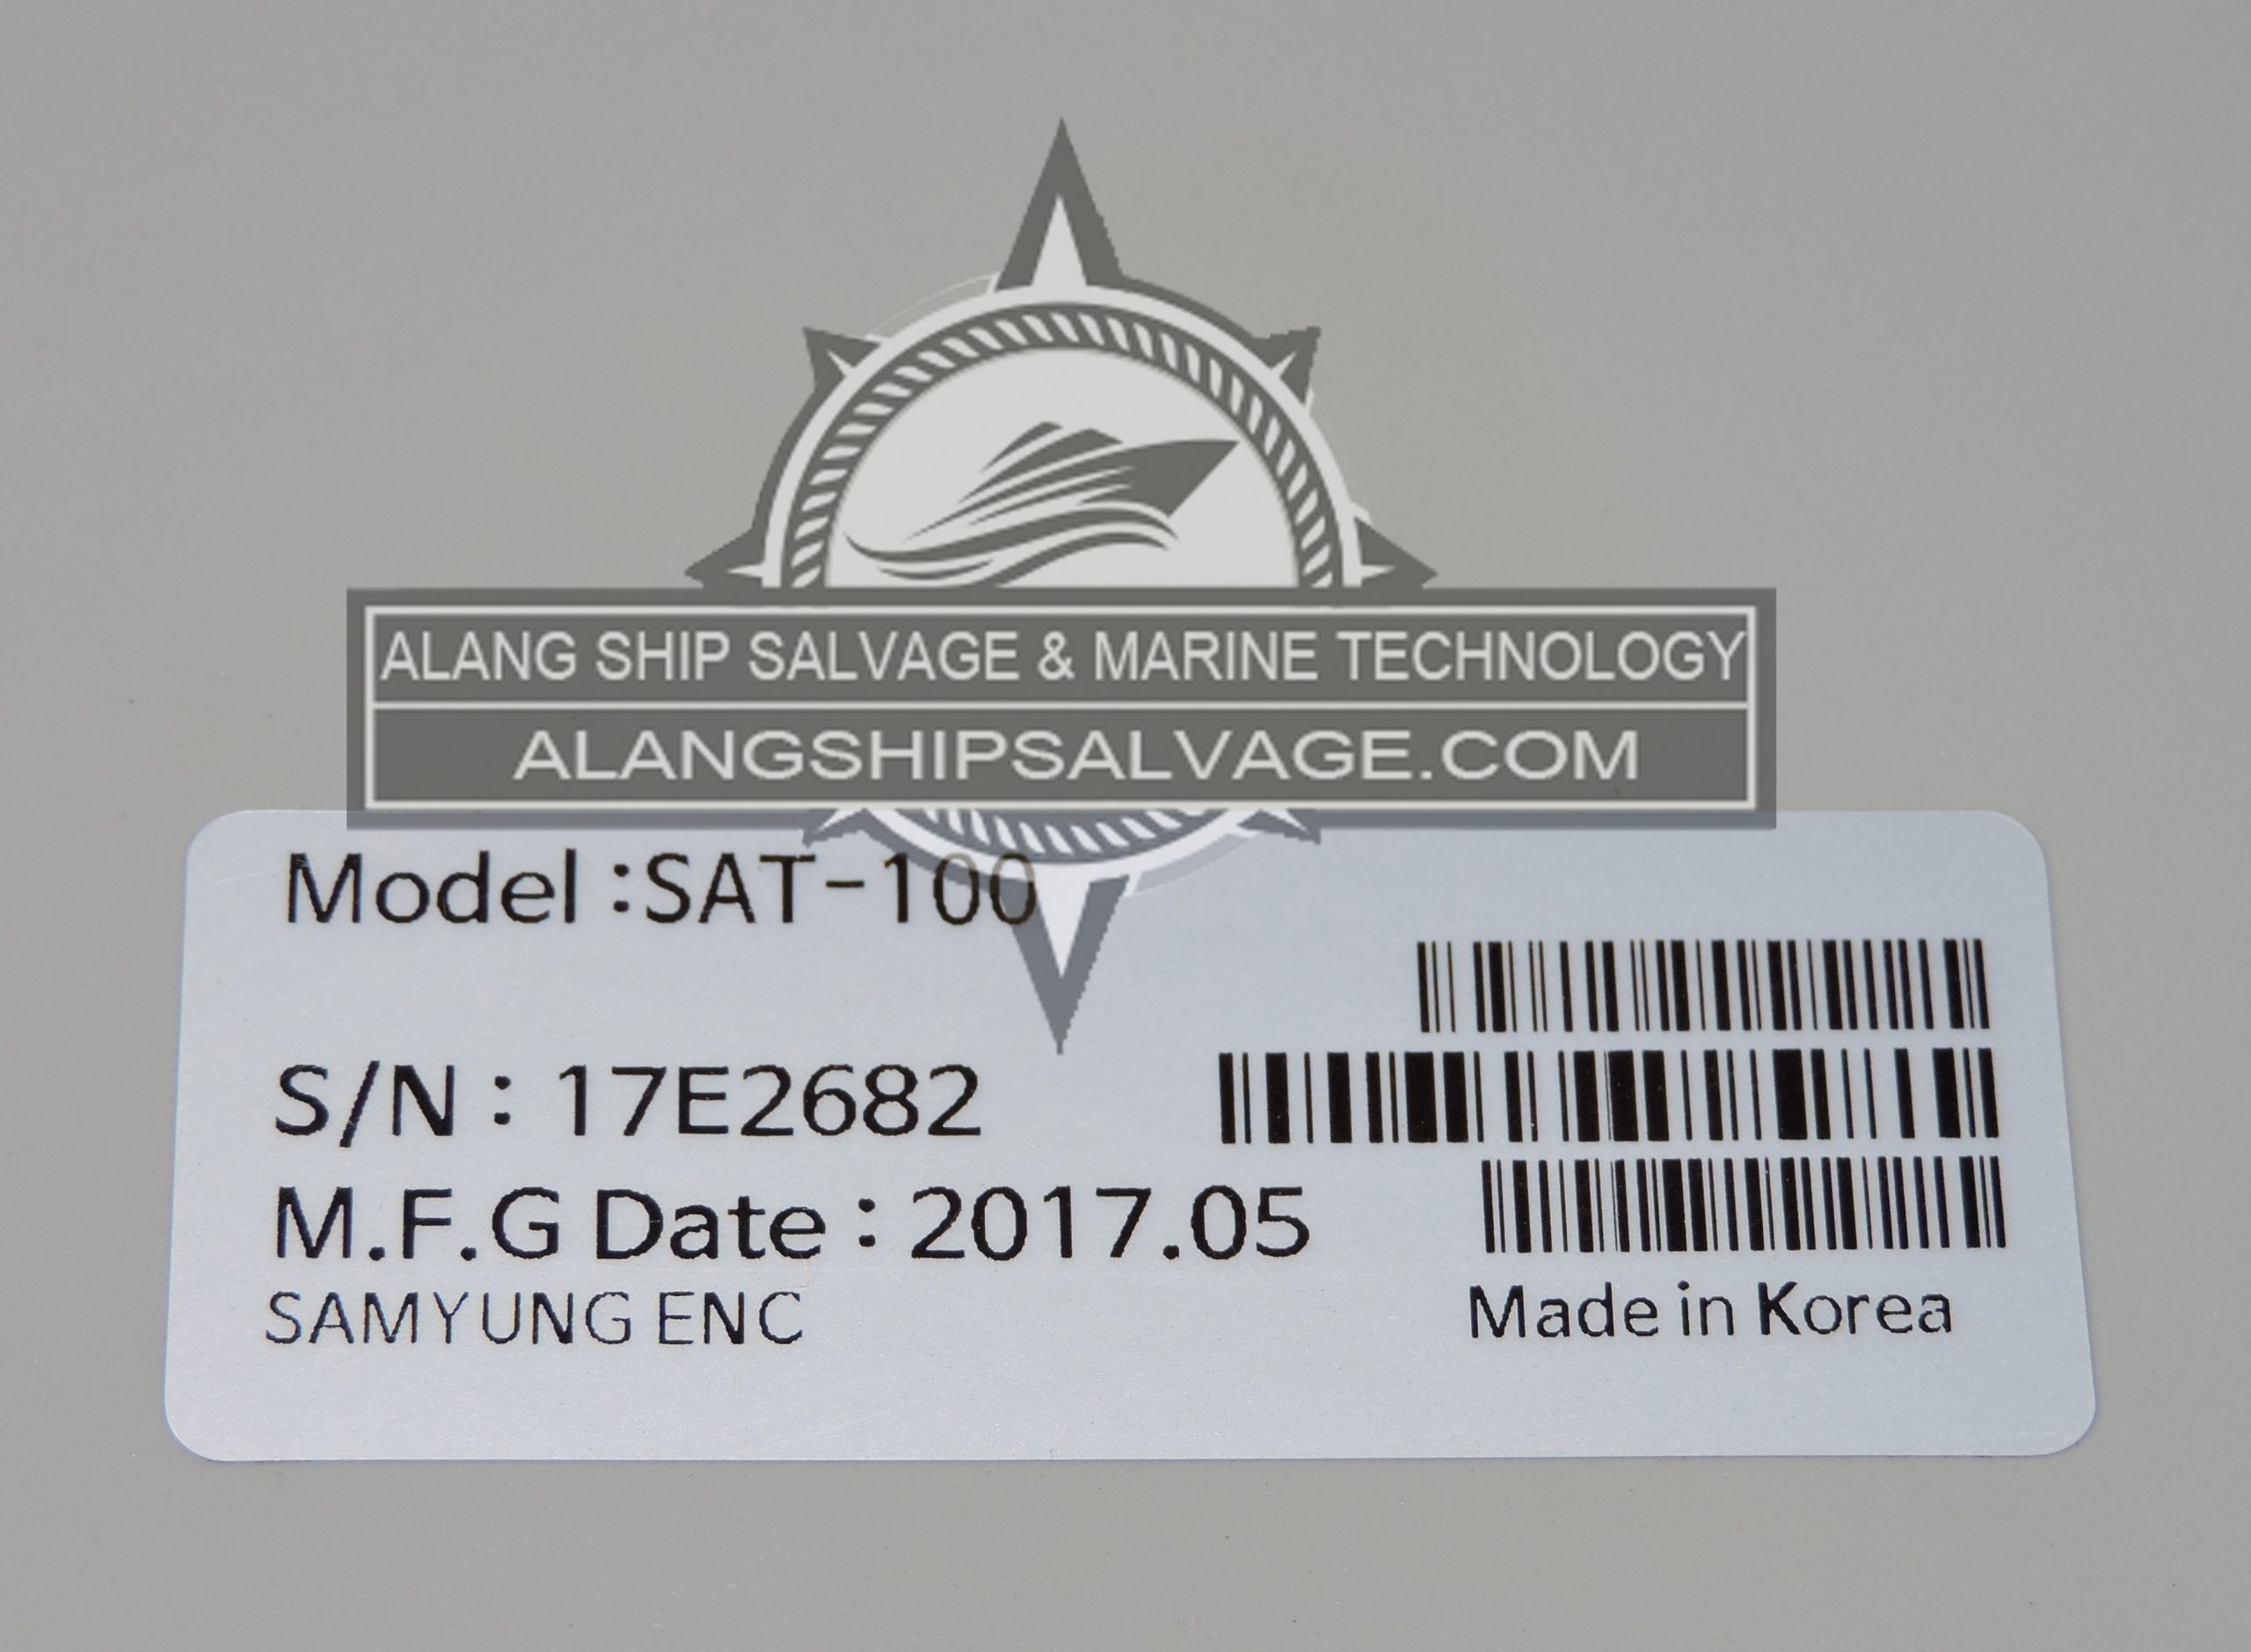 ALANG SHIP SALVAGE & MARINE TECHNOLOGY
ALANGSHIPSALVAGE.COM
Model :SAT-100
S/N : 17E2682
M.F.G Date : 2017.05
SAMYUNG ENC
Made in Korea